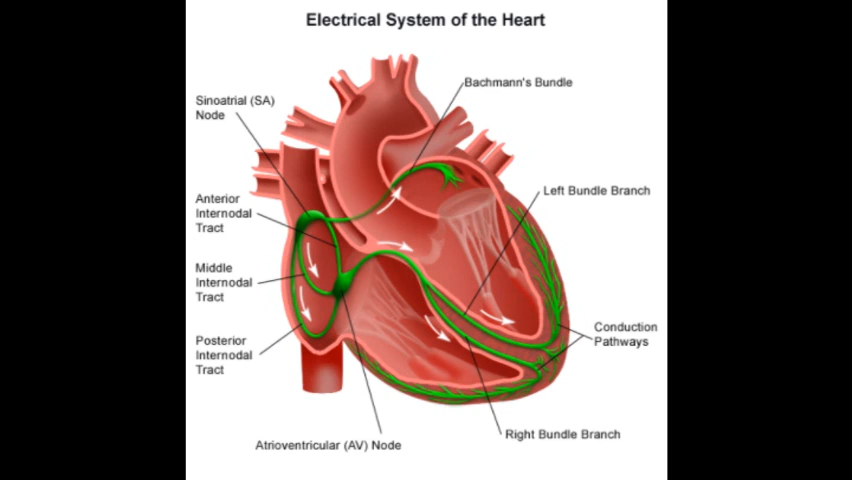 Electrical System of the Heart
Bachmann's Bundle
Sinoatrial (SA)
Node
Left Bundle Branch
Anterior
Internodal
Tract
Middle
Internodal
Tract
Conduction
Pathways
Posterior
Internodal
Tract
Right Bundle Branch
Atrioventricular (AV) Node